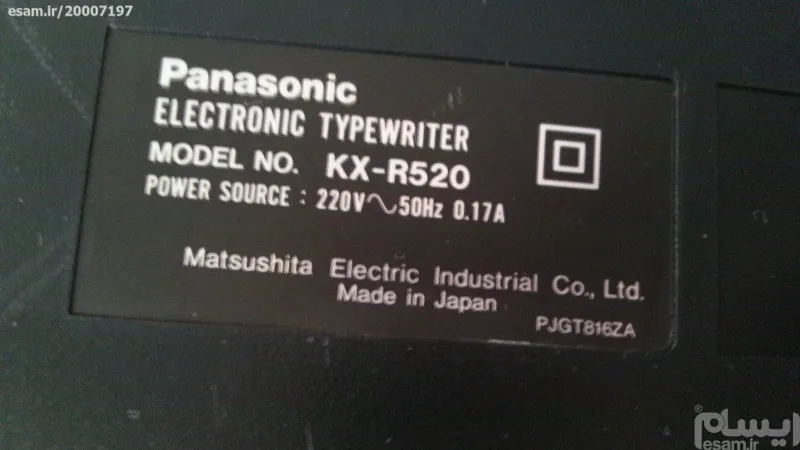 esam.ir/20007197
Panasonic
ELECTRONIC TYPEWRITER
MODEL NO. KX-R520
POWER SOURCE : 220V∿50Hz 0.17A
Matsushita Electric Industrial Co., Ltd.
Made in Japan
PJGT816ZA
ایسام
esam.ir